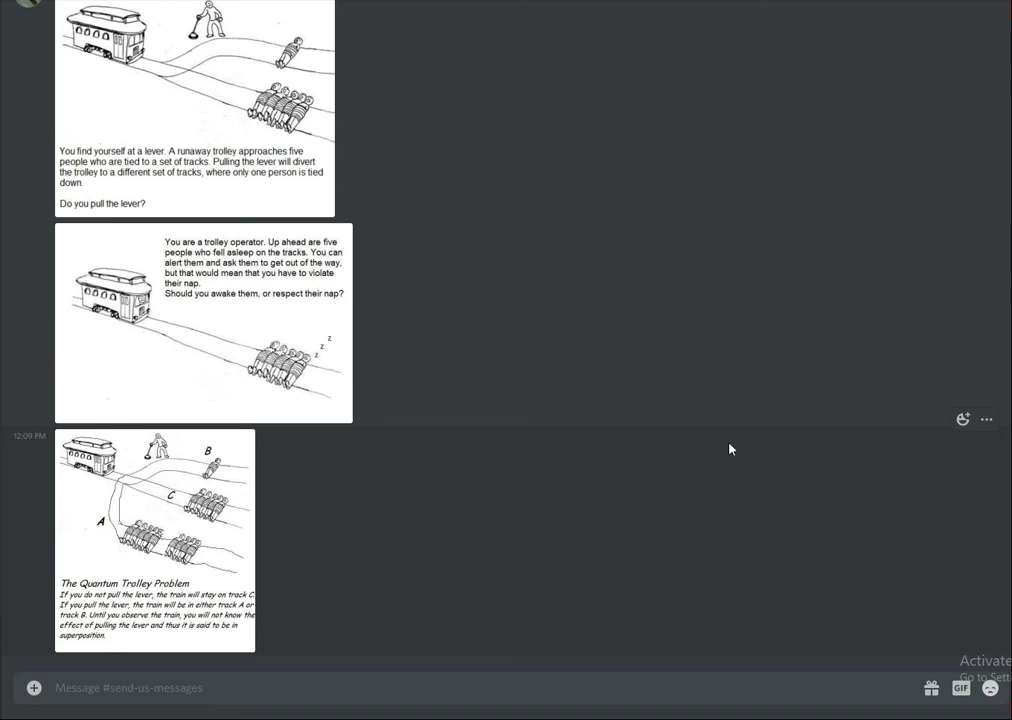 You find yourself at a lever. A runaway trolley approaches five
people who are tied to a set of tracks. Pulling the lever will divert
the trolley to a different set of tracks, where only one person is tied
down.
Do you pull the lever?
You are a trolley operator. Up ahead are five
people who fell asleep on the tracks. You can
alert them and ask them to get out of the way,
but that would mean that you have to violate
their nap.
Should you awake them, or respect their nap?
z
z
z
12:09 PM
B
C
A
The Quantum Trolley Problem
If you do not pull the lever, the train will stay on track C.
If you pull the lever, the train will be in either track A or
track B. Until you observe the train, you will not know the
effect of pulling the lever and thus it is said to be in
superposition.
Activate
Go to Sett
Message #send-us-messages
GIF